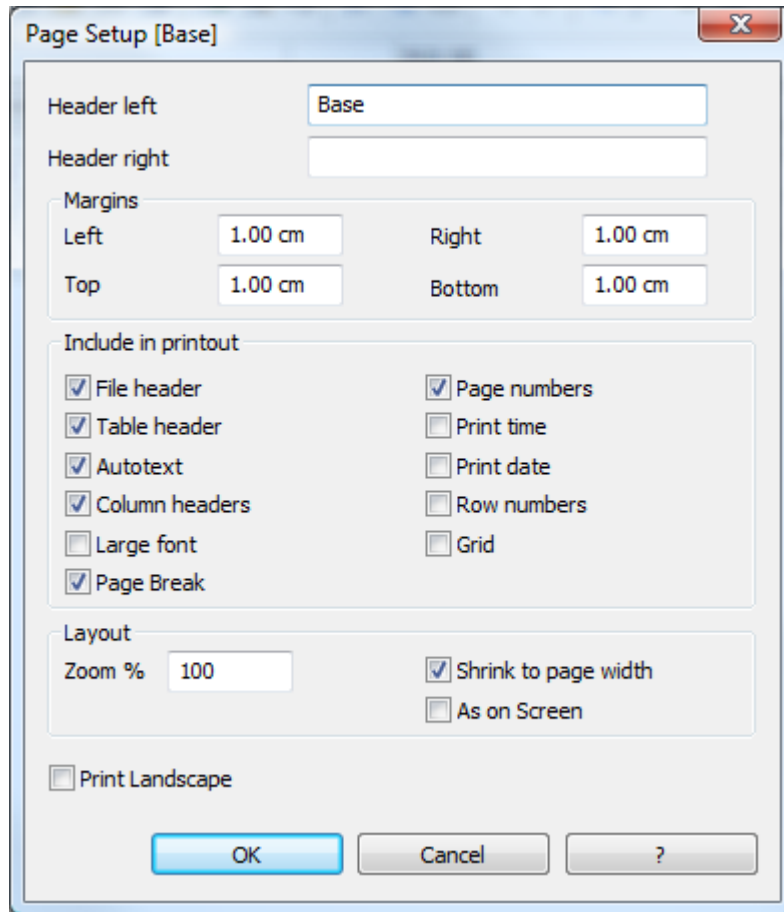 Page Setup [Base]
Header left Base
Header right
Margins
Left 1.00 cm Right 1.00 cm
Top 1.00 cm Bottom 1.00 cm
Include in printout
File header Page numbers
Table header Print time
Autotext Print date
Column headers Row numbers
Large font Grid
Page Break
Layout
Zoom % 100 Shrink to page width
As on Screen
Print Landscape
OK Cancel ?